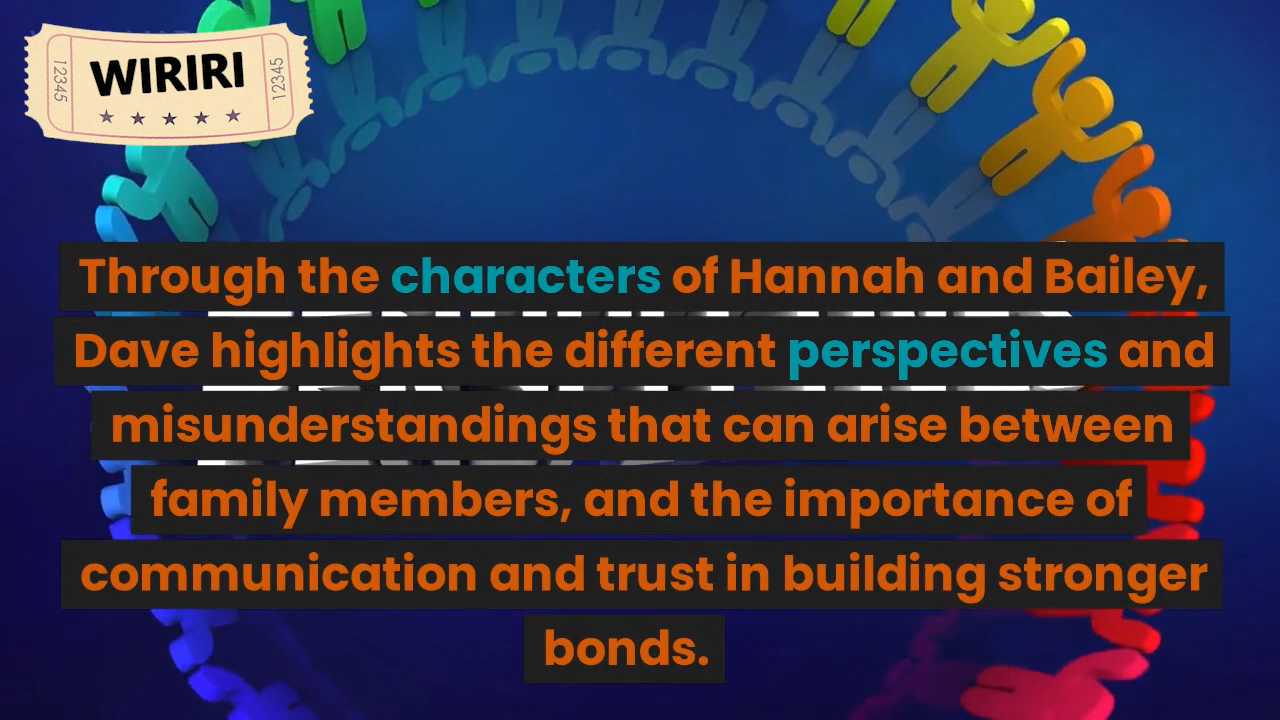 WIRIRI
12345
12345
Through the characters of Hannah and Bailey,
Dave highlights the different perspectives and
misunderstandings that can arise between
family members, and the importance of
communication and trust in building stronger
bonds.